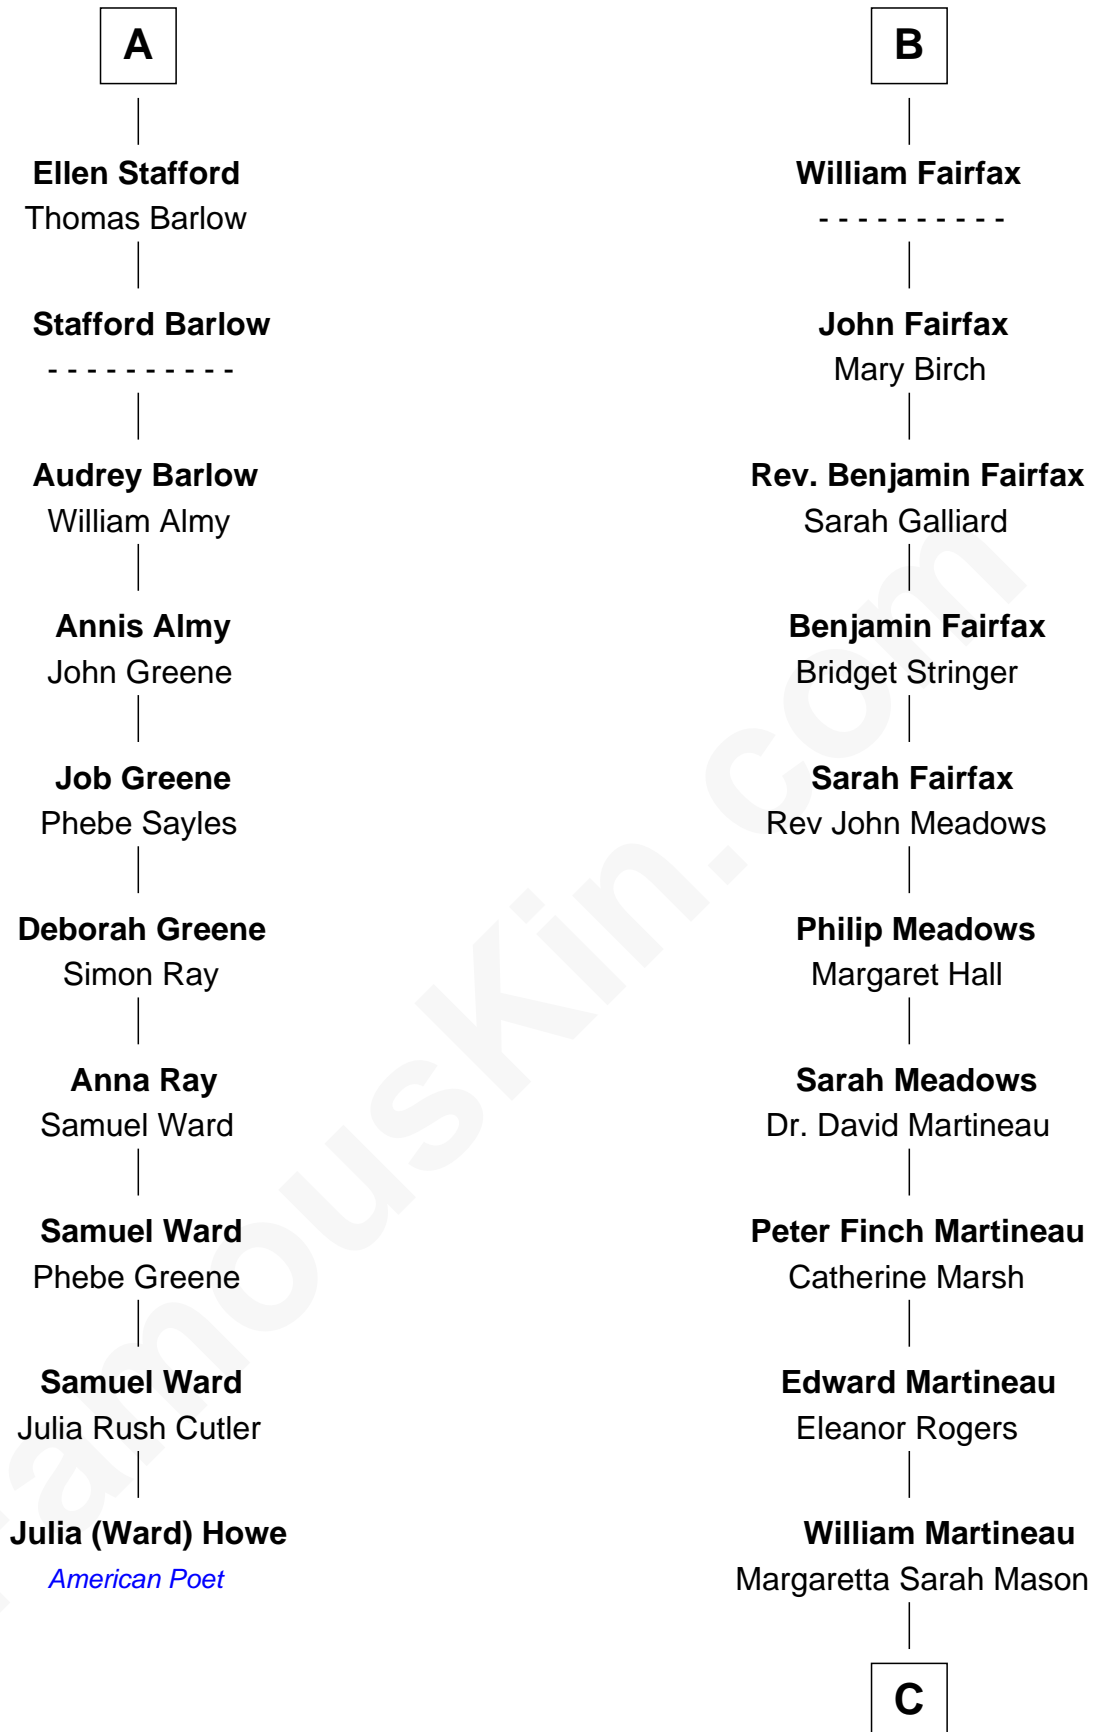 A
Ellen Stafford
Thomas Barlow
Stafford Barlow
- - - - - - - - - -
Audrey Barlow
William Almy
Annis Almy
John Greene
Job Greene
Phebe Sayles
Deborah Greene
Simon Ray
Anna Ray
Samuel Ward
Samuel Ward
Phebe Greene
Samuel Ward
Julia Rush Cutler
Julia (Ward) Howe
American Poet
B
William Fairfax
- - - - - - - - - -
John Fairfax
Mary Birch
Rev. Benjamin Fairfax
Sarah Galliard
Benjamin Fairfax
Bridget Stringer
Sarah Fairfax
Rev John Meadows
Philip Meadows
Margaret Hall
Sarah Meadows
Dr. David Martineau
Peter Finch Martineau
Catherine Marsh
Edward Martineau
Eleanor Rogers
William Martineau
Margaretta Sarah Mason
C
FamousKin.com